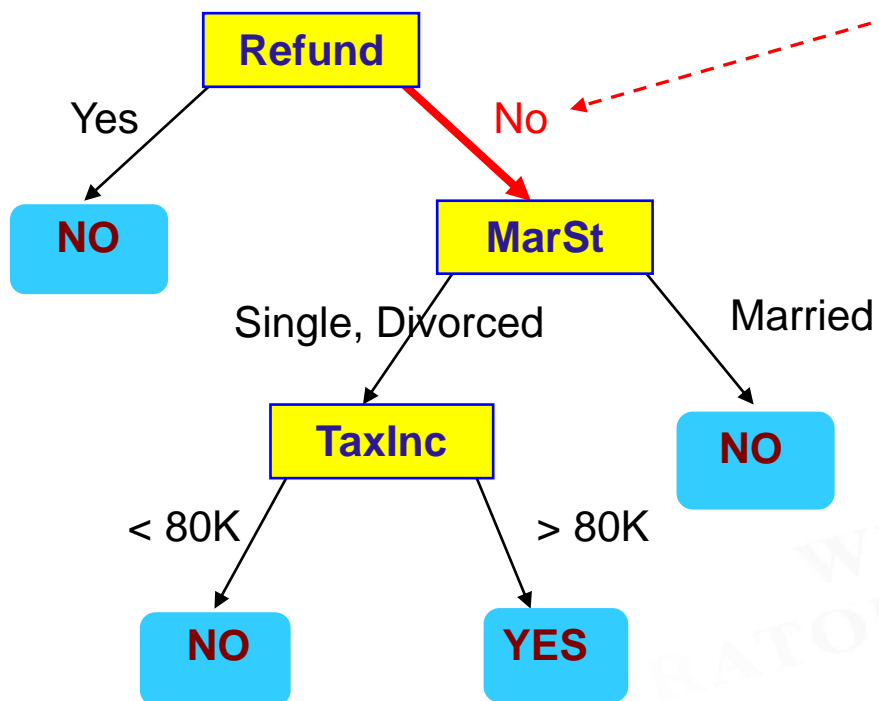 Refund
Yes
No
NO
MarSt
Single, Divorced
Married
TaxInc
NO
< 80K
> 80K
NO
YES